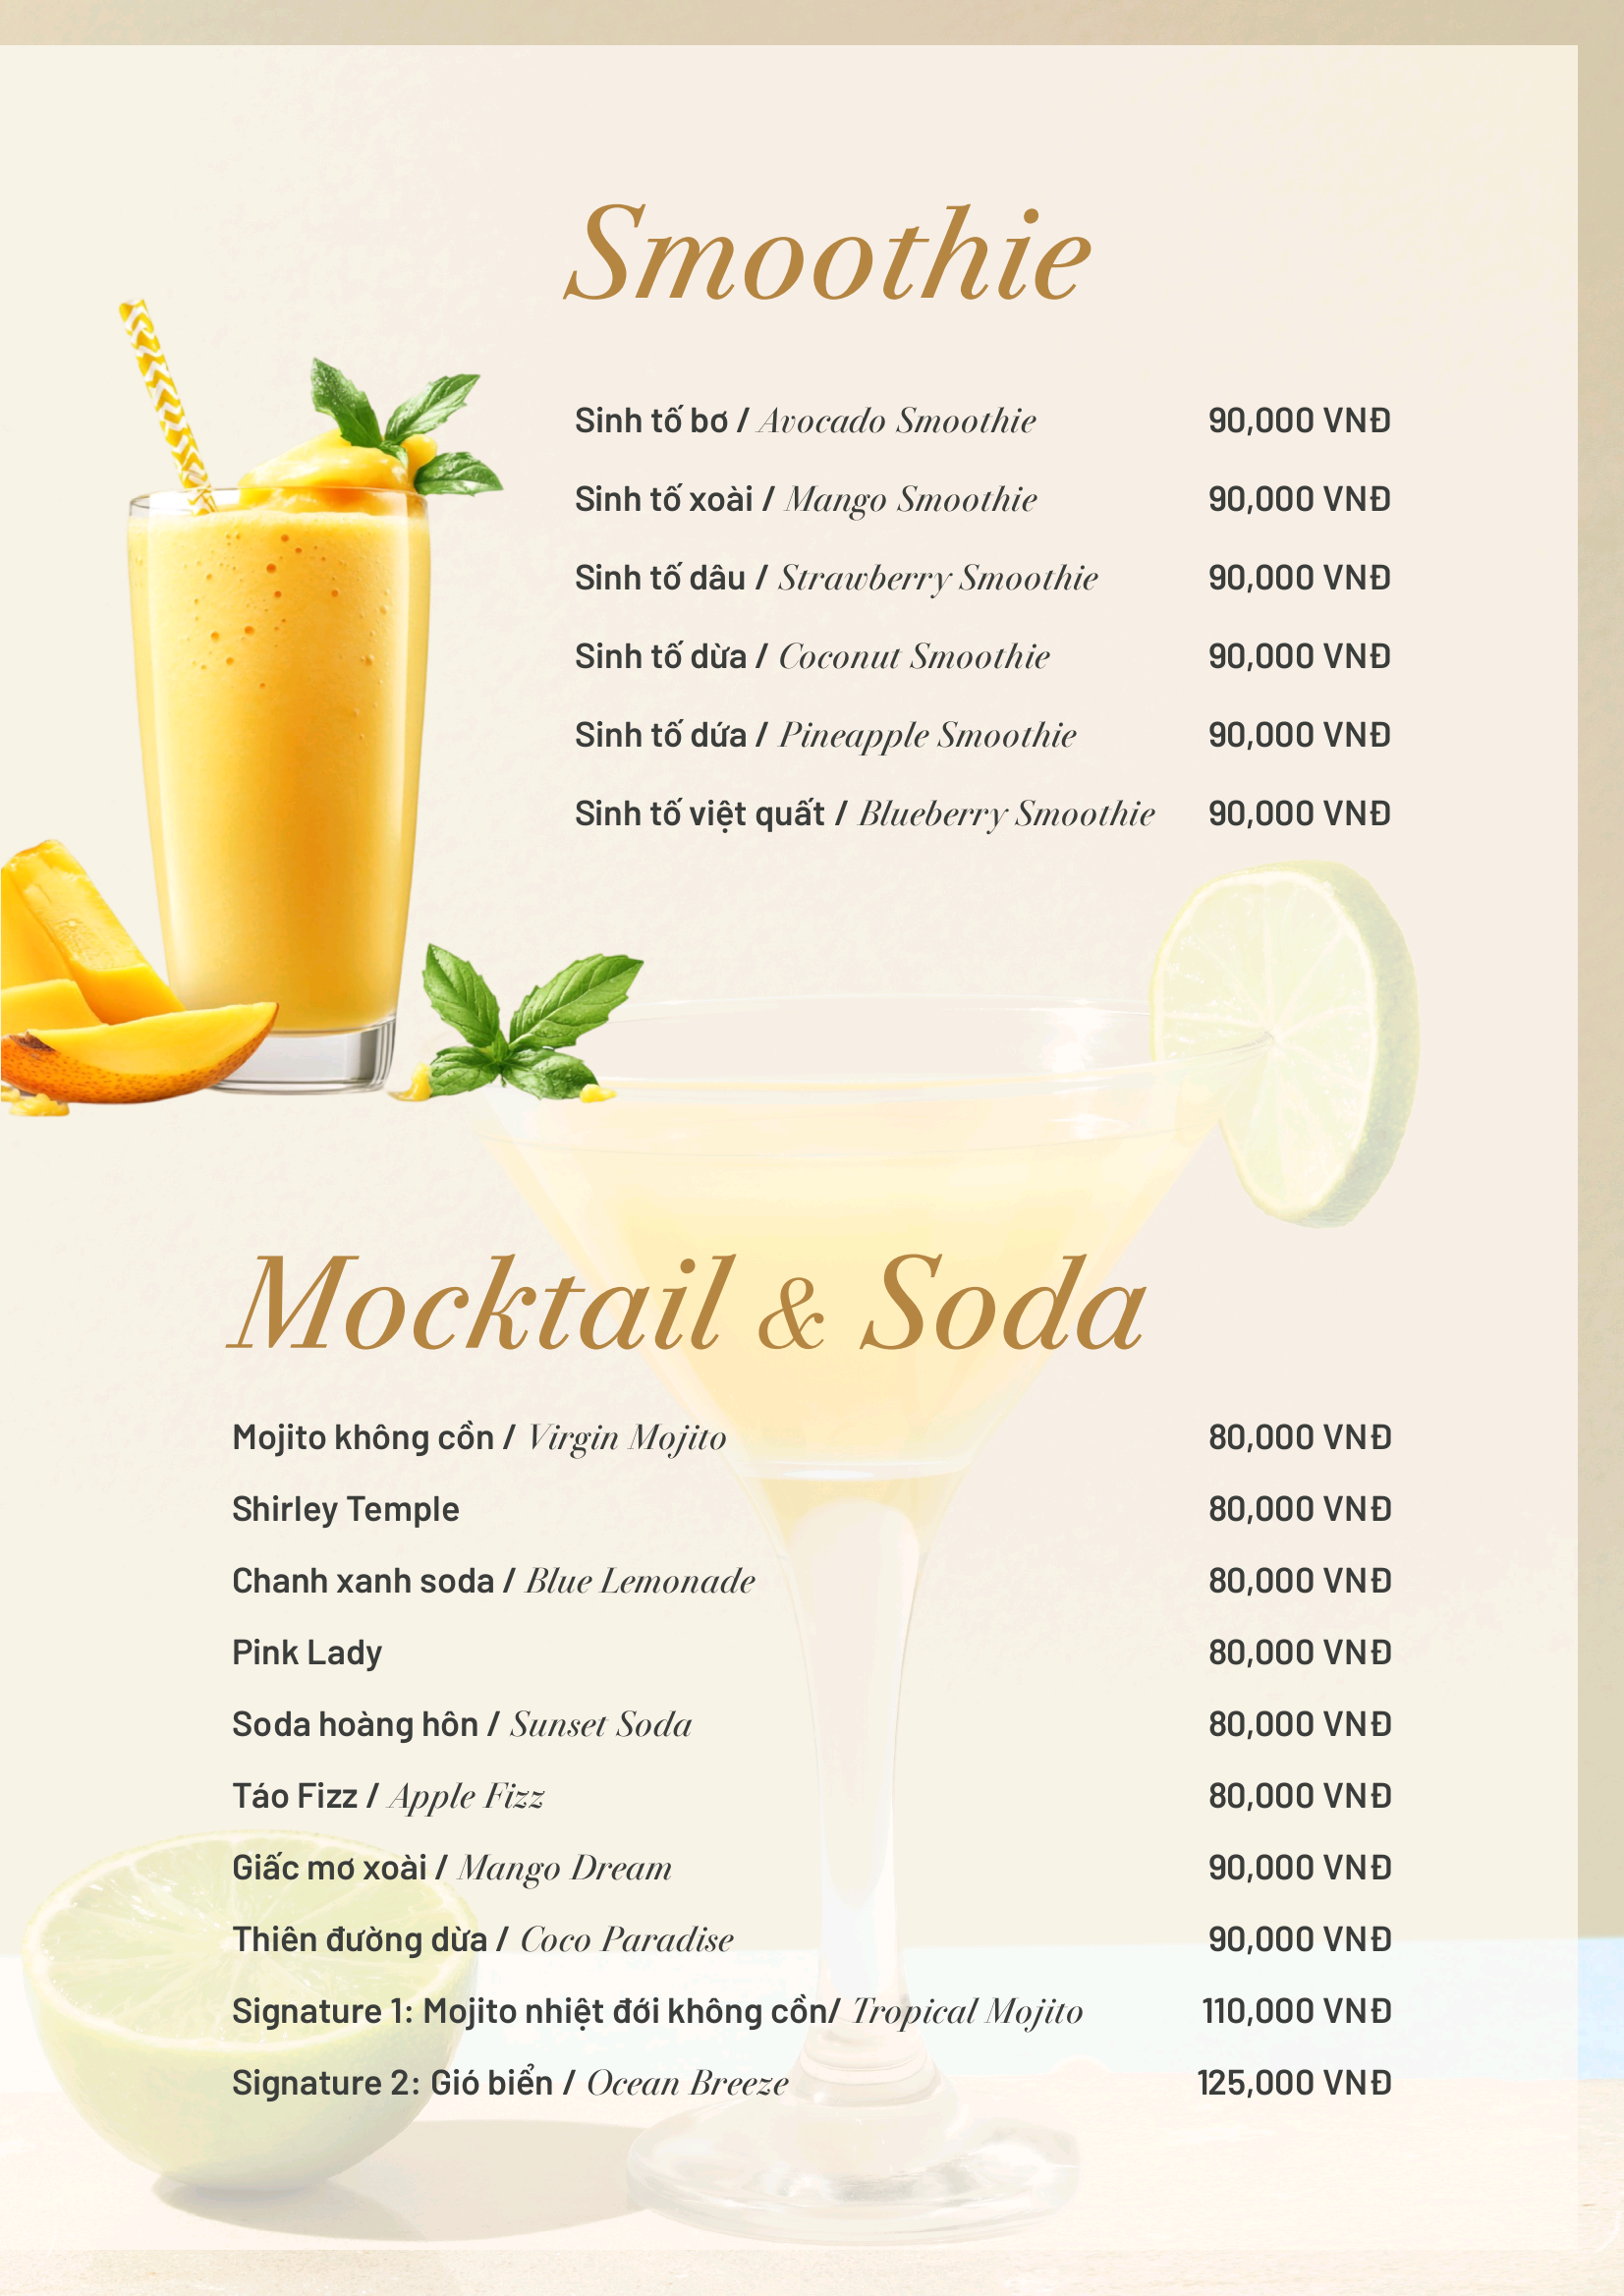 Smoothie
Sinh tố bơ / Avocado Smoothie 90,000 VNĐ
Sinh tố xoài / Mango Smoothie 90,000 VNĐ
Sinh tố dâu / Strawberry Smoothie 90,000 VNĐ
Sinh tố dừa / Coconut Smoothie 90,000 VNĐ
Sinh tố dứa / Pineapple Smoothie 90,000 VNĐ
Sinh tố việt quất / Blueberry Smoothie 90,000 VNĐ
Mocktail & Soda
Mojito không cồn / Virgin Mojito 80,000 VNĐ
Shirley Temple 80,000 VNĐ
Chanh xanh soda / Blue Lemonade 80,000 VNĐ
Pink Lady 80,000 VNĐ
Soda hoàng hôn / Sunset Soda 80,000 VNĐ
Táo Fizz / Apple Fizz 80,000 VNĐ
Giấc mơ xoài / Mango Dream 90,000 VNĐ
Thiên đường dừa / Coco Paradise 90,000 VNĐ
Signature 1: Mojito nhiệt đới không cồn/ Tropical Mojito 110,000 VNĐ
Signature 2: Gió biển / Ocean Breeze 125,000 VNĐ